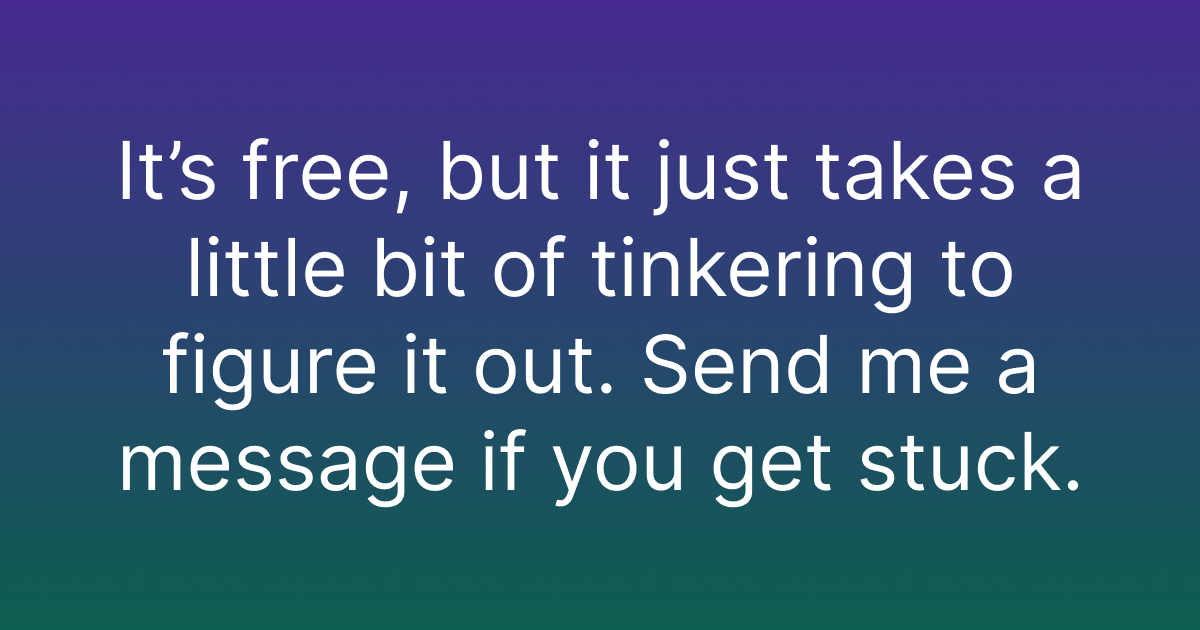 It’s free, but it just takes a
little bit of tinkering to
figure it out. Send me a
message if you get stuck.